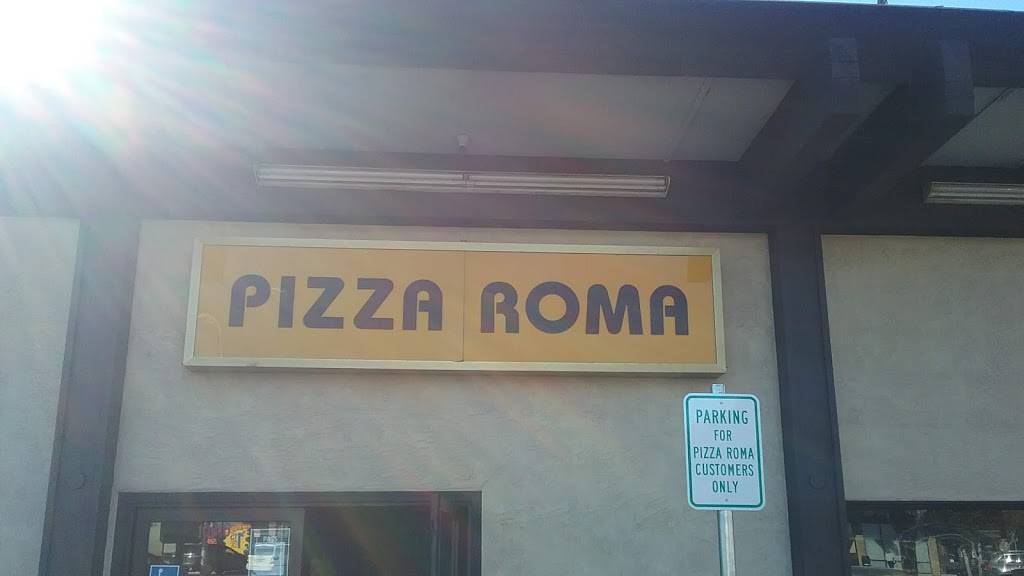 PIZZA ROMA
PARKING
FOR
PIZZA ROMA
CUSTOMERS
ONLY